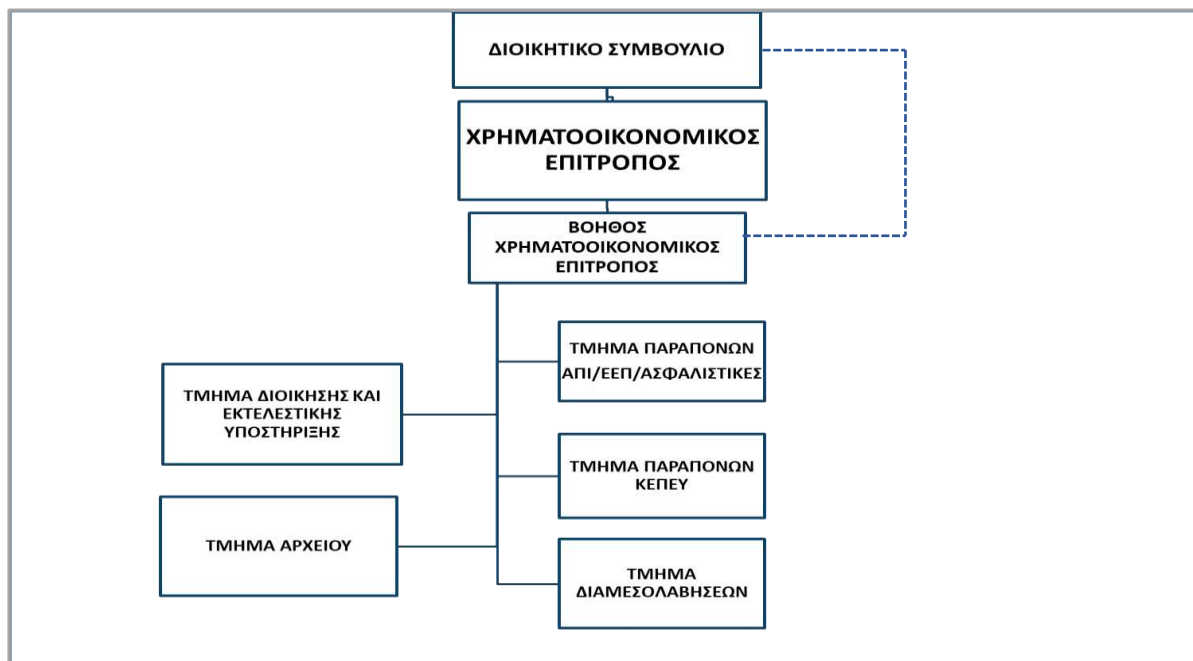 ΔΙΟΙΚΗΤΙΚΟ ΣΥΜΒΟΥΛΙΟ
ΧΡΗΜΑΤΟΟΙΚΟΝΟΜΙΚΟΣ
ΕΠΙΤΡΟΠΟΣ
ΒΟΗΘΟΣ
ΧΡΗΜΑΤΟΟΙΚΟΝΟΜΙΚΟΣ
ΕΠΙΤΡΟΠΟΣ
ΤΜΗΜΑ ΠΑΡΑΠΟΝΩΝ
ΑΠΙ/ΕΕΠ/ΑΣΦΑΛΙΣΤΙΚΕΣ
ΤΜΗΜΑ ΔΙΟΙΚΗΣΗΣ ΚΑΙ
ΕΚΤΕΛΕΣΤΙΚΗΣ
ΥΠΟΣΤΗΡΙΞΗΣ
ΤΜΗΜΑ ΠΑΡΑΠΟΝΩΝ
ΚΕΠΕΥ
ΤΜΗΜΑ ΑΡΧΕΙΟΥ
ΤΜΗΜΑ
ΔΙΑΜΕΣΟΛΑΒΗΣΕΩΝ